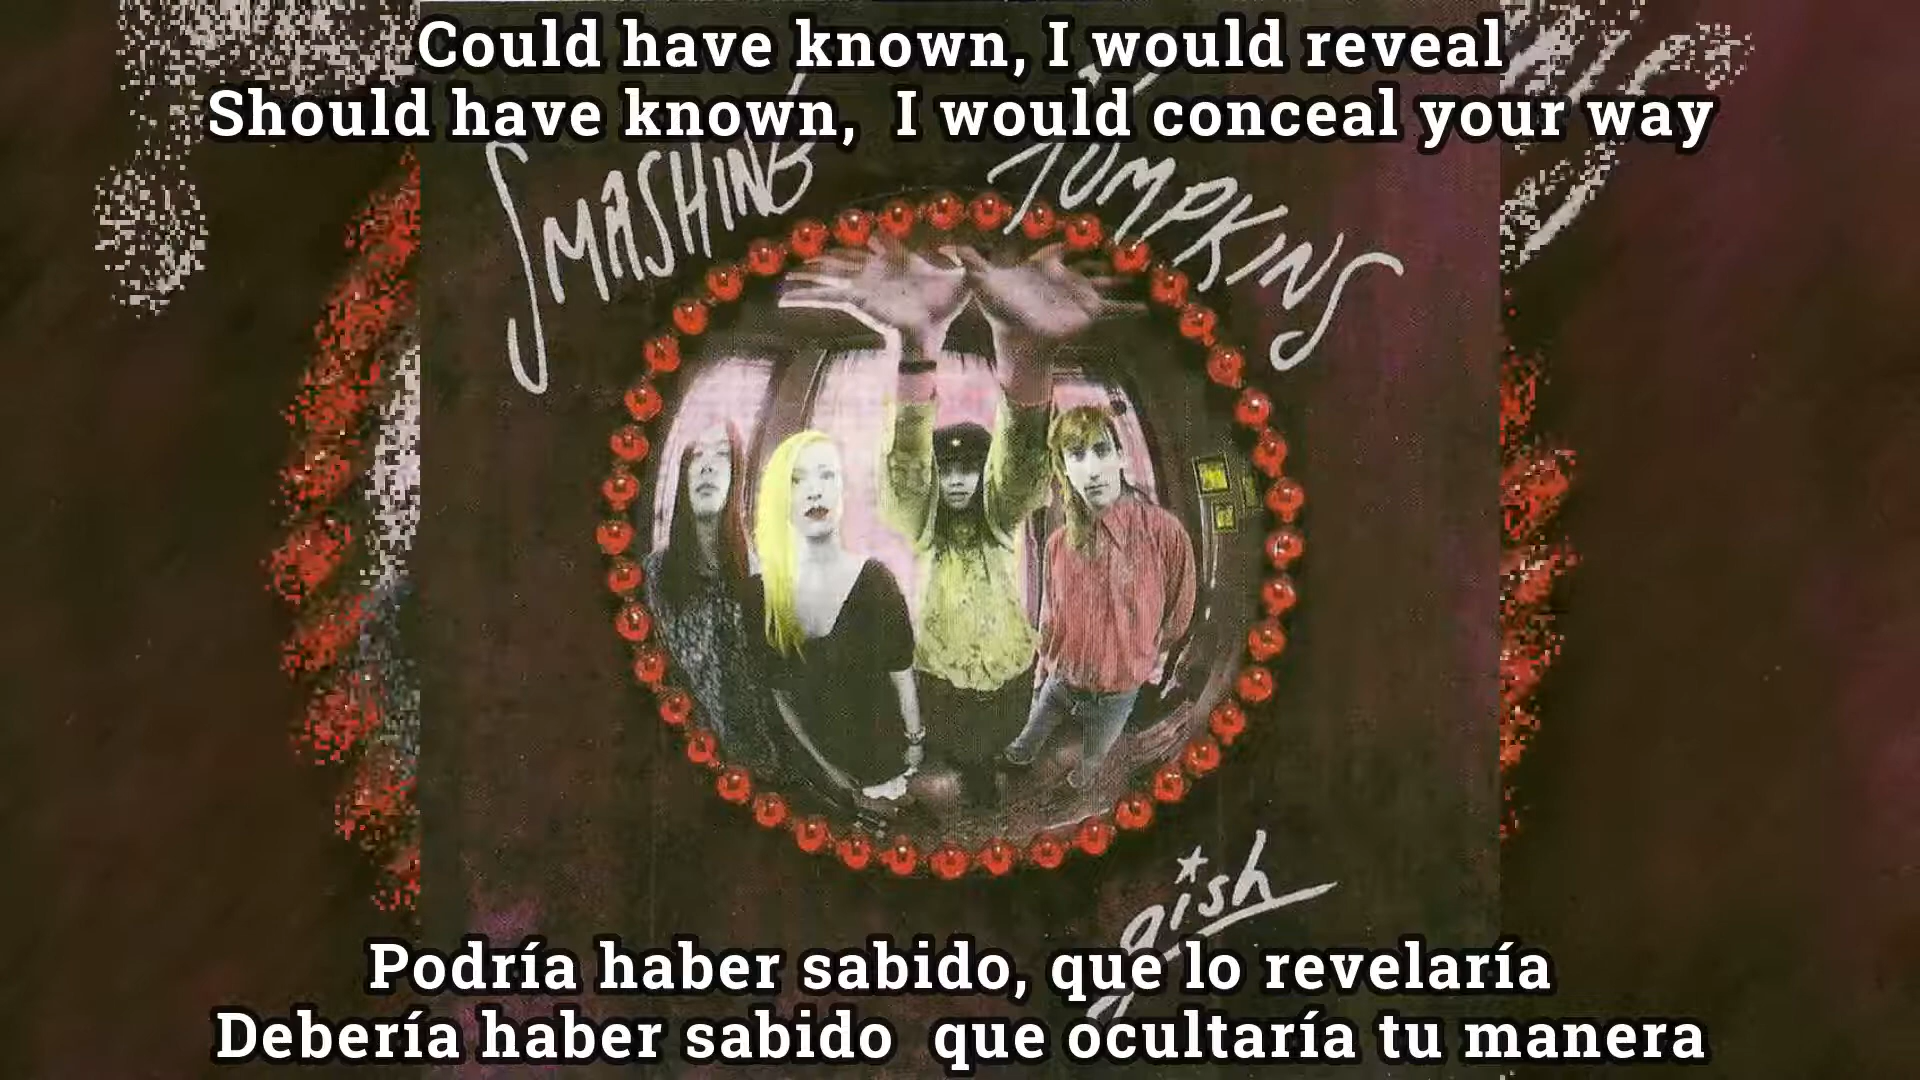 Could have known, I would reveal
Should have known, I would conceal your way
SMASHING PUMPKINS
gish
Podría haber sabido, que lo revelaría
Debería haber sabido que ocultaría tu manera